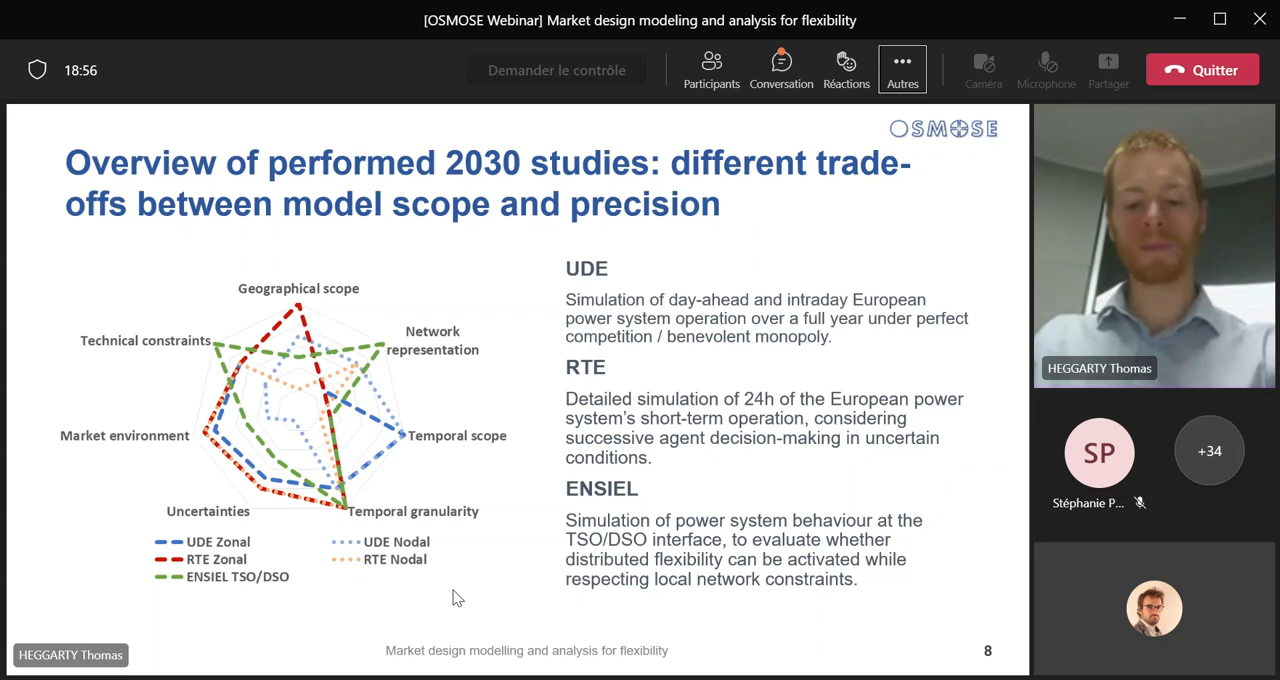 [OSMOSE Webinar] Market design modeling and analysis for flexibility
18:56
Demander le contrôle
Participants
Conversation
Réactions
Autres
Caméra
Microphone
Partager
Quitter
OSMOSE
Overview of performed 2030 studies: different trade-
offs between model scope and precision
Geographical scope
Technical constraints
Network
representation
Market environment
Temporal scope
Uncertainties
Temporal granularity
UDE Zonal
UDE Nodal
RTE Zonal
RTE Nodal
ENSIEL TSO/DSO
UDE
Simulation of day-ahead and intraday European
power system operation over a full year under perfect
competition / benevolent monopoly.
RTE
Detailed simulation of 24h of the European power
system's short-term operation, considering
successive agent decision-making in uncertain
conditions.
ENSIEL
Simulation of power system behaviour at the
TSO/DSO interface, to evaluate whether
distributed flexibility can be activated while
respecting local network constraints.
HEGGARTY Thomas
Market design modelling and analysis for flexibility
8
HEGGARTY Thomas
SP
+34
Stéphanie P...